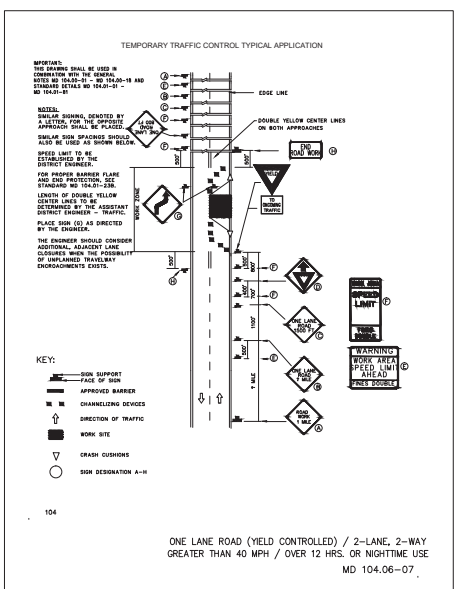 TEMPORARY TRAFFIC CONTROL TYPICAL APPLICATION
IMPORTANT:
THIS DRAWING SHALL BE USED IN
COMBINATION WITH THE GENERAL
NOTES MD 104.00-01 - MD 104.00-18 AND
STANDARD DETAILS MD 104.01-01 -
MD 104.01-81
NOTES:
SIMILAR SIGNING, DENOTED BY
A LETTER, FOR THE OPPOSITE
APPROACH SHALL BE PLACED.
SIMILAR SIGN SPACINGS SHOULD
ALSO BE USED AS SHOWN BELOW.
SPEED LIMIT TO BE
ESTABLISHED BY THE
DISTRICT ENGINEER.
FOR PROPER BARRIER FLARE
AND END PROTECTION, SEE
STANDARD MD 104.01-23B.
LENGTH OF DOUBLE YELLOW
CENTER LINES TO BE
DETERMINED BY THE ASSISTANT
DISTRICT ENGINEER - TRAFFIC.
PLACE SIGN (G) AS DIRECTED
BY THE ENGINEER.
THE ENGINEER SHOULD CONSIDER
ADDITIONAL, ADJACENT LANE
CLOSURES WHEN THE POSSIBILITY
OF UNPLANNED TRAVELWAY
ENCROACHMENTS EXISTS.
A
E
B
C
F
D
F
ONE LANE
ROAD
EDGE LINE
DOUBLE YELLOW CENTER LINES
ON BOTH APPROACHES
500'
500'
END
ROAD WORK
H
YIELD
TO
ONCOMING
TRAFFIC
WORK ZONE
G
500'
H
F
D
400'
700'
F
1100'
ONE LANE
ROAD
1500 FT
C
500'
E
1 MILE
ONE LANE
ROAD
1 MILE
B
ROAD
WORK
1 MILE
A
WORK AREA
SPEED
LIMIT
F
WARNING
WORK AREA
SPEED LIMIT
AHEAD
FINES DOUBLE
E
KEY:
SIGN SUPPORT
FACE OF SIGN
APPROVED BARRIER
CHANNELIZING DEVICES
DIRECTION OF TRAFFIC
WORK SITE
CRASH CUSHIONS
SIGN DESIGNATION A-H
104
ONE LANE ROAD (YIELD CONTROLLED) / 2-LANE, 2-WAY
GREATER THAN 40 MPH / OVER 12 HRS. OR NIGHTTIME USE
MD 104.06-07